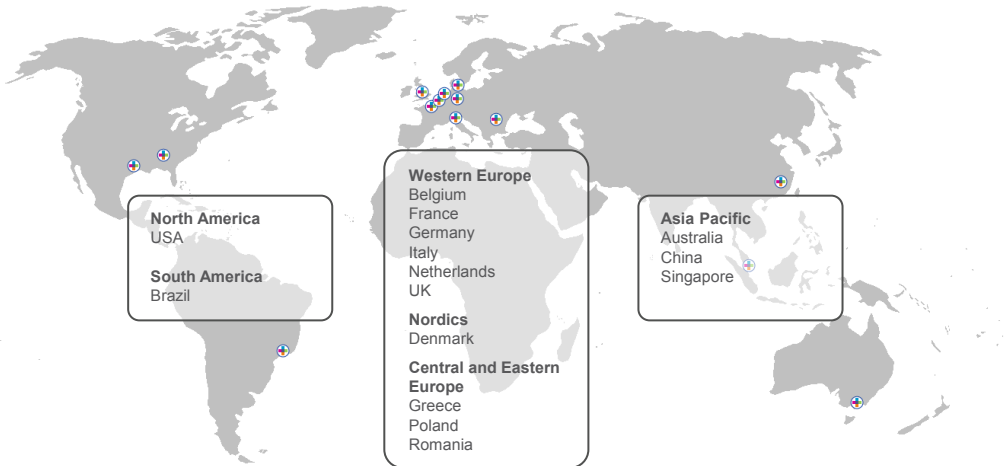 North America
USA
South America
Brazil
Western Europe
Belgium
France
Germany
Italy
Netherlands
UK
Nordics
Denmark
Central and Eastern
Europe
Greece
Poland
Romania
Asia Pacific
Australia
China
Singapore